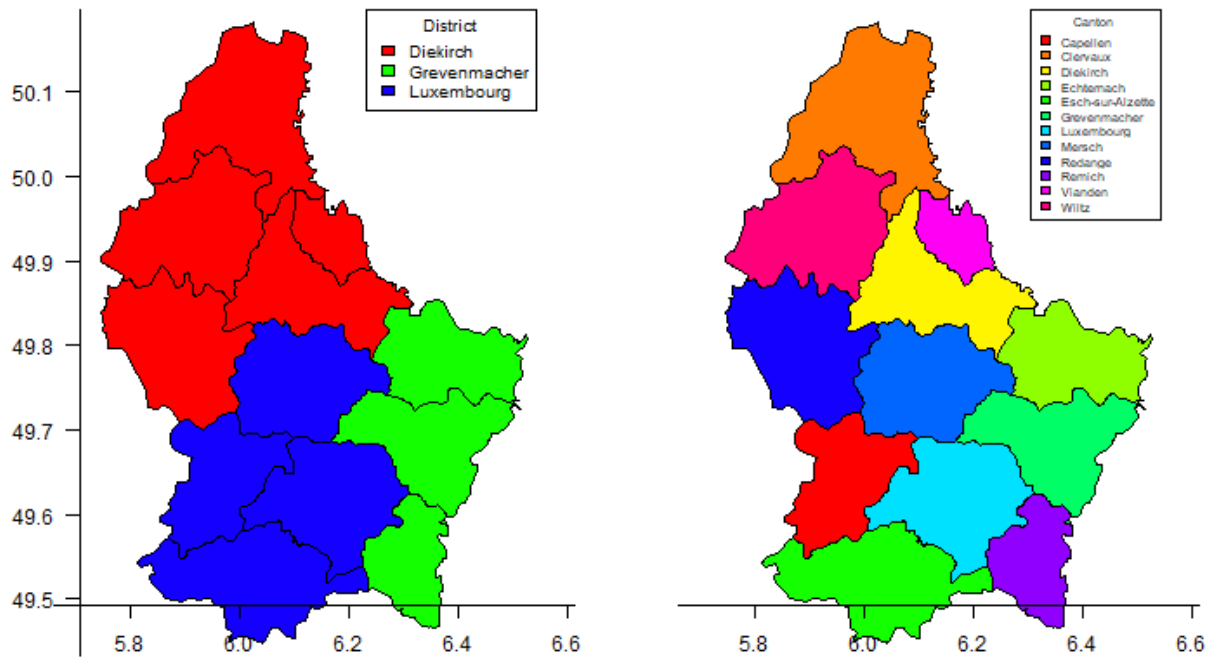 District
Diekirch
Grevenmacher
Luxembourg
50.1
50.0
49.9
49.8
49.7
49.6
49.5
5.8
6.0
6.2
6.4
6.6
Canton
Capellen
Clervaux
Diekirch
Echternach
Esch-sur-Alzette
Grevenmacher
Luxembourg
Mersch
Redange
Remich
Vianden
Wiltz
5.8
6.0
6.2
6.4
6.6